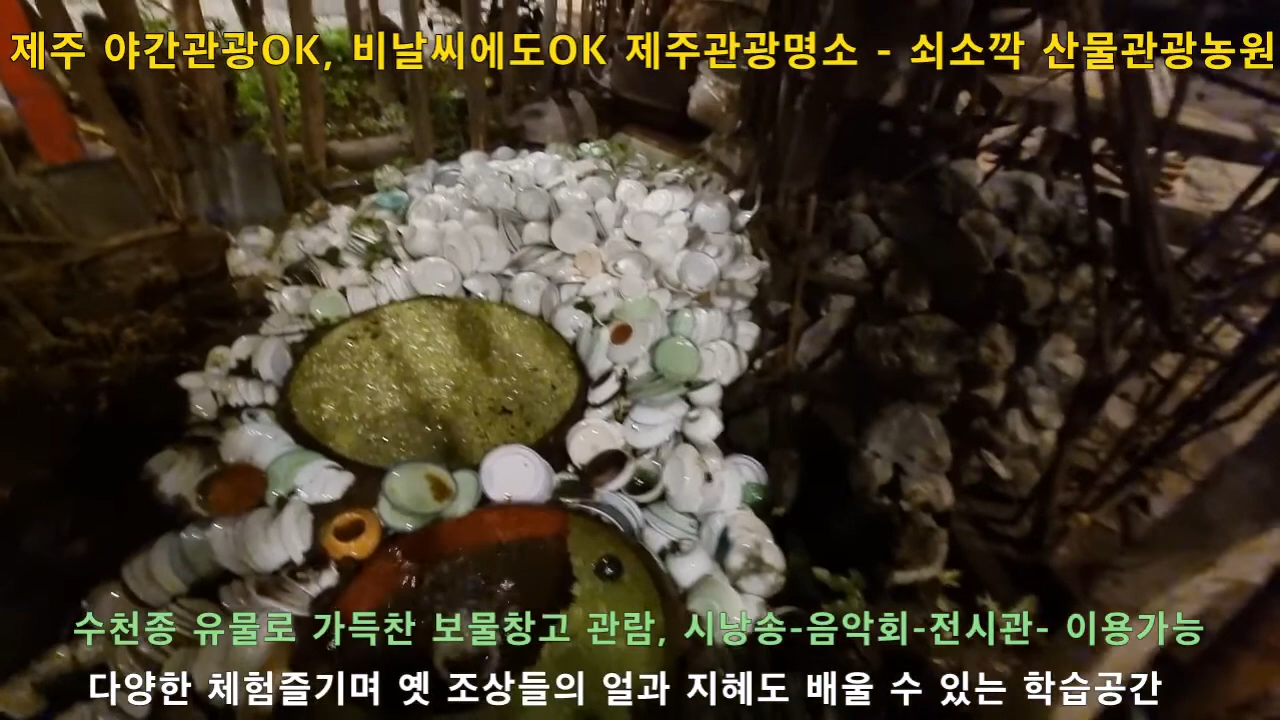 제주 야간관광OK, 비날씨에도OK 제주관광명소 - 쇠소깍 산물관광농원
수천종 유물로 가득찬 보물창고 관람, 시낭송-음악회-전시관- 이용가능
다양한 체험즐기며 옛 조상들의 얼과 지혜도 배울 수 있는 학습공간